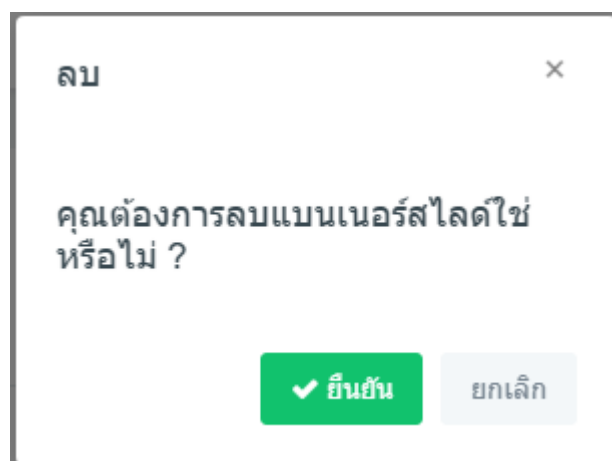 ลบ
×
คุณต้องการลบแบนเนอร์สไลด์ใช่
หรือไม่ ?
✔ ยืนยัน
ยกเลิก